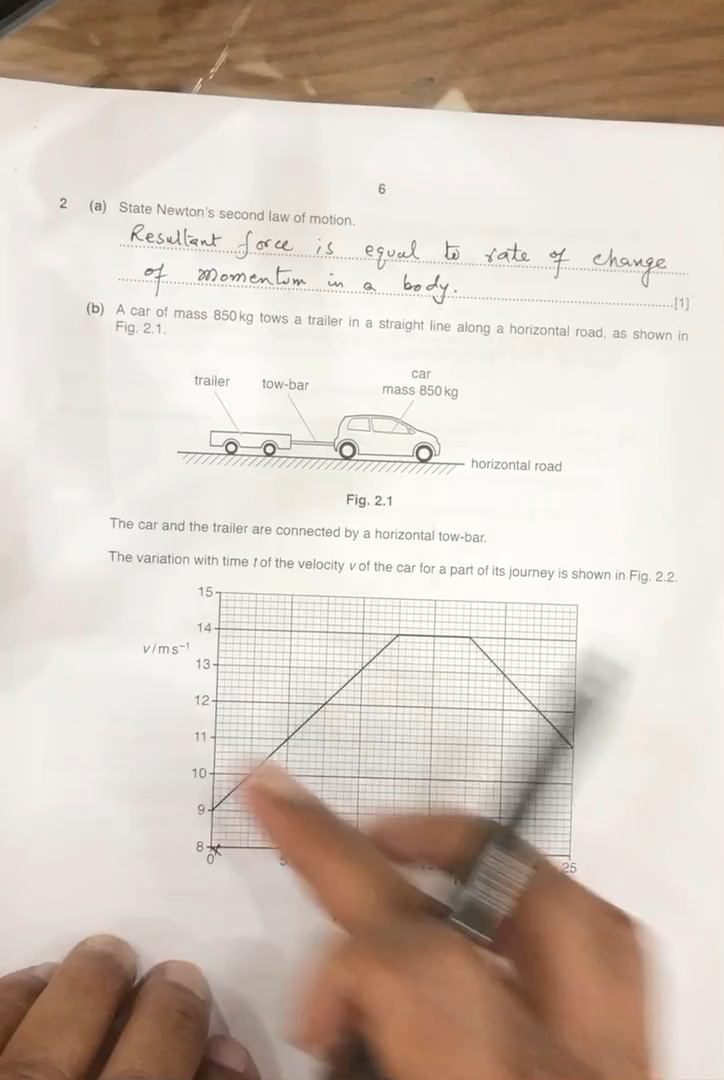 6
2 (a) State Newton's second law of motion.
Resultant force is equal to rate of change
of momentum in a body.
[1]
(b) A car of mass 850 kg tows a trailer in a straight line along a horizontal road, as shown in
Fig. 2.1.
trailer tow-bar car
mass 850 kg
horizontal road
Fig. 2.1
The car and the trailer are connected by a horizontal tow-bar.
The variation with time t of the velocity v of the car for a part of its journey is shown in Fig. 2.2.
15
14
v / m s⁻¹
13
12
11
10
9
8
0 5 25